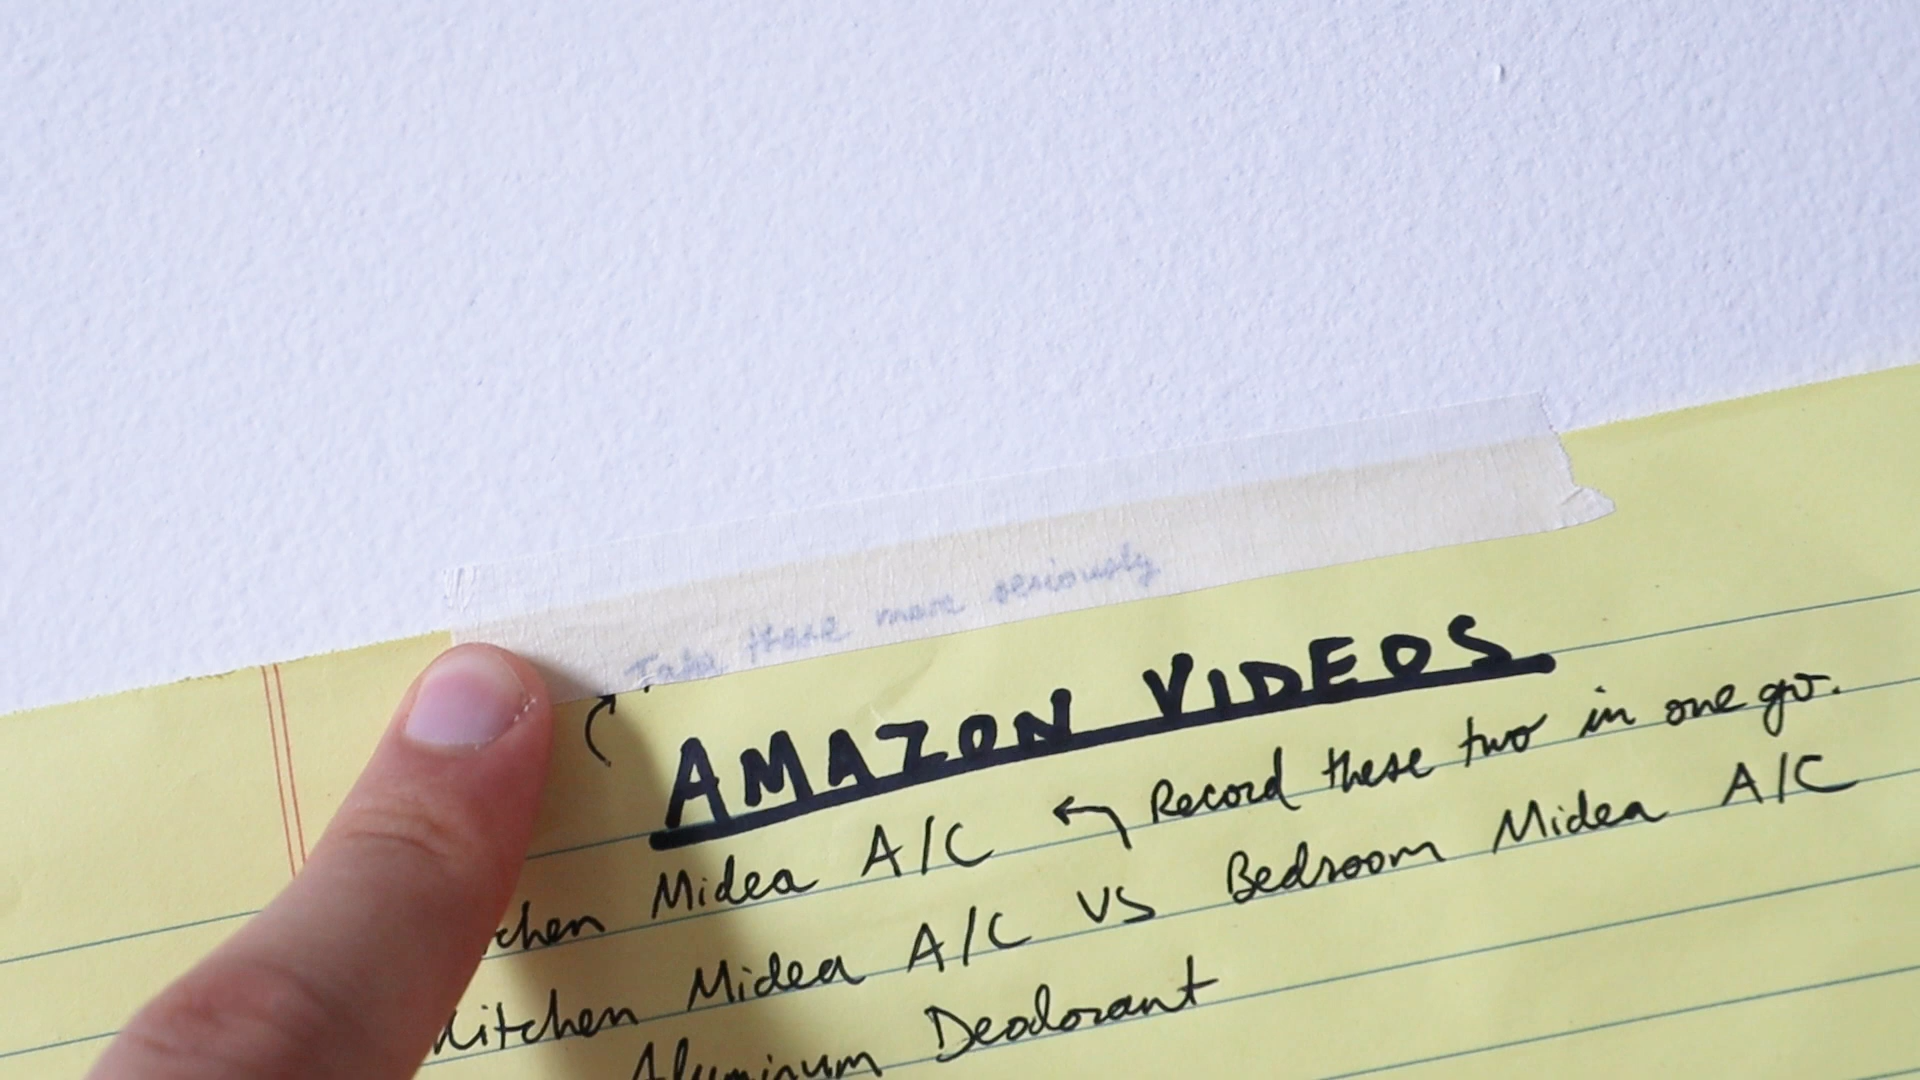 Take these more seriously
AMAZON VIDEOS
chen Midea A/C ← Record these two in one go.
Kitchen Midea A/C VS Bedroom Midea A/C
Aluminum Deodorant